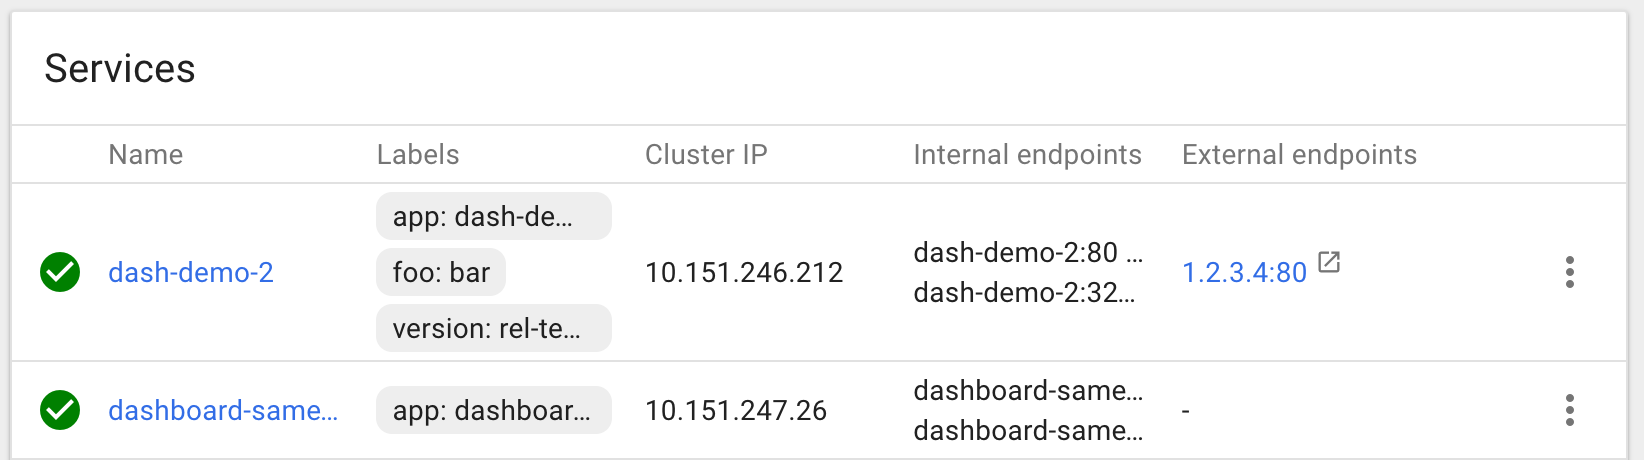 Services
Name Labels Cluster IP Internal endpoints External endpoints
app: dash-de...
foo: bar
version: rel-te...
dash-demo-2 10.151.246.212
dash-demo-2:80 ...
dash-demo-2:32...
1.2.3.4:80
dashboard-same... app: dashboar... 10.151.247.26
dashboard-same...
dashboard-same...
-